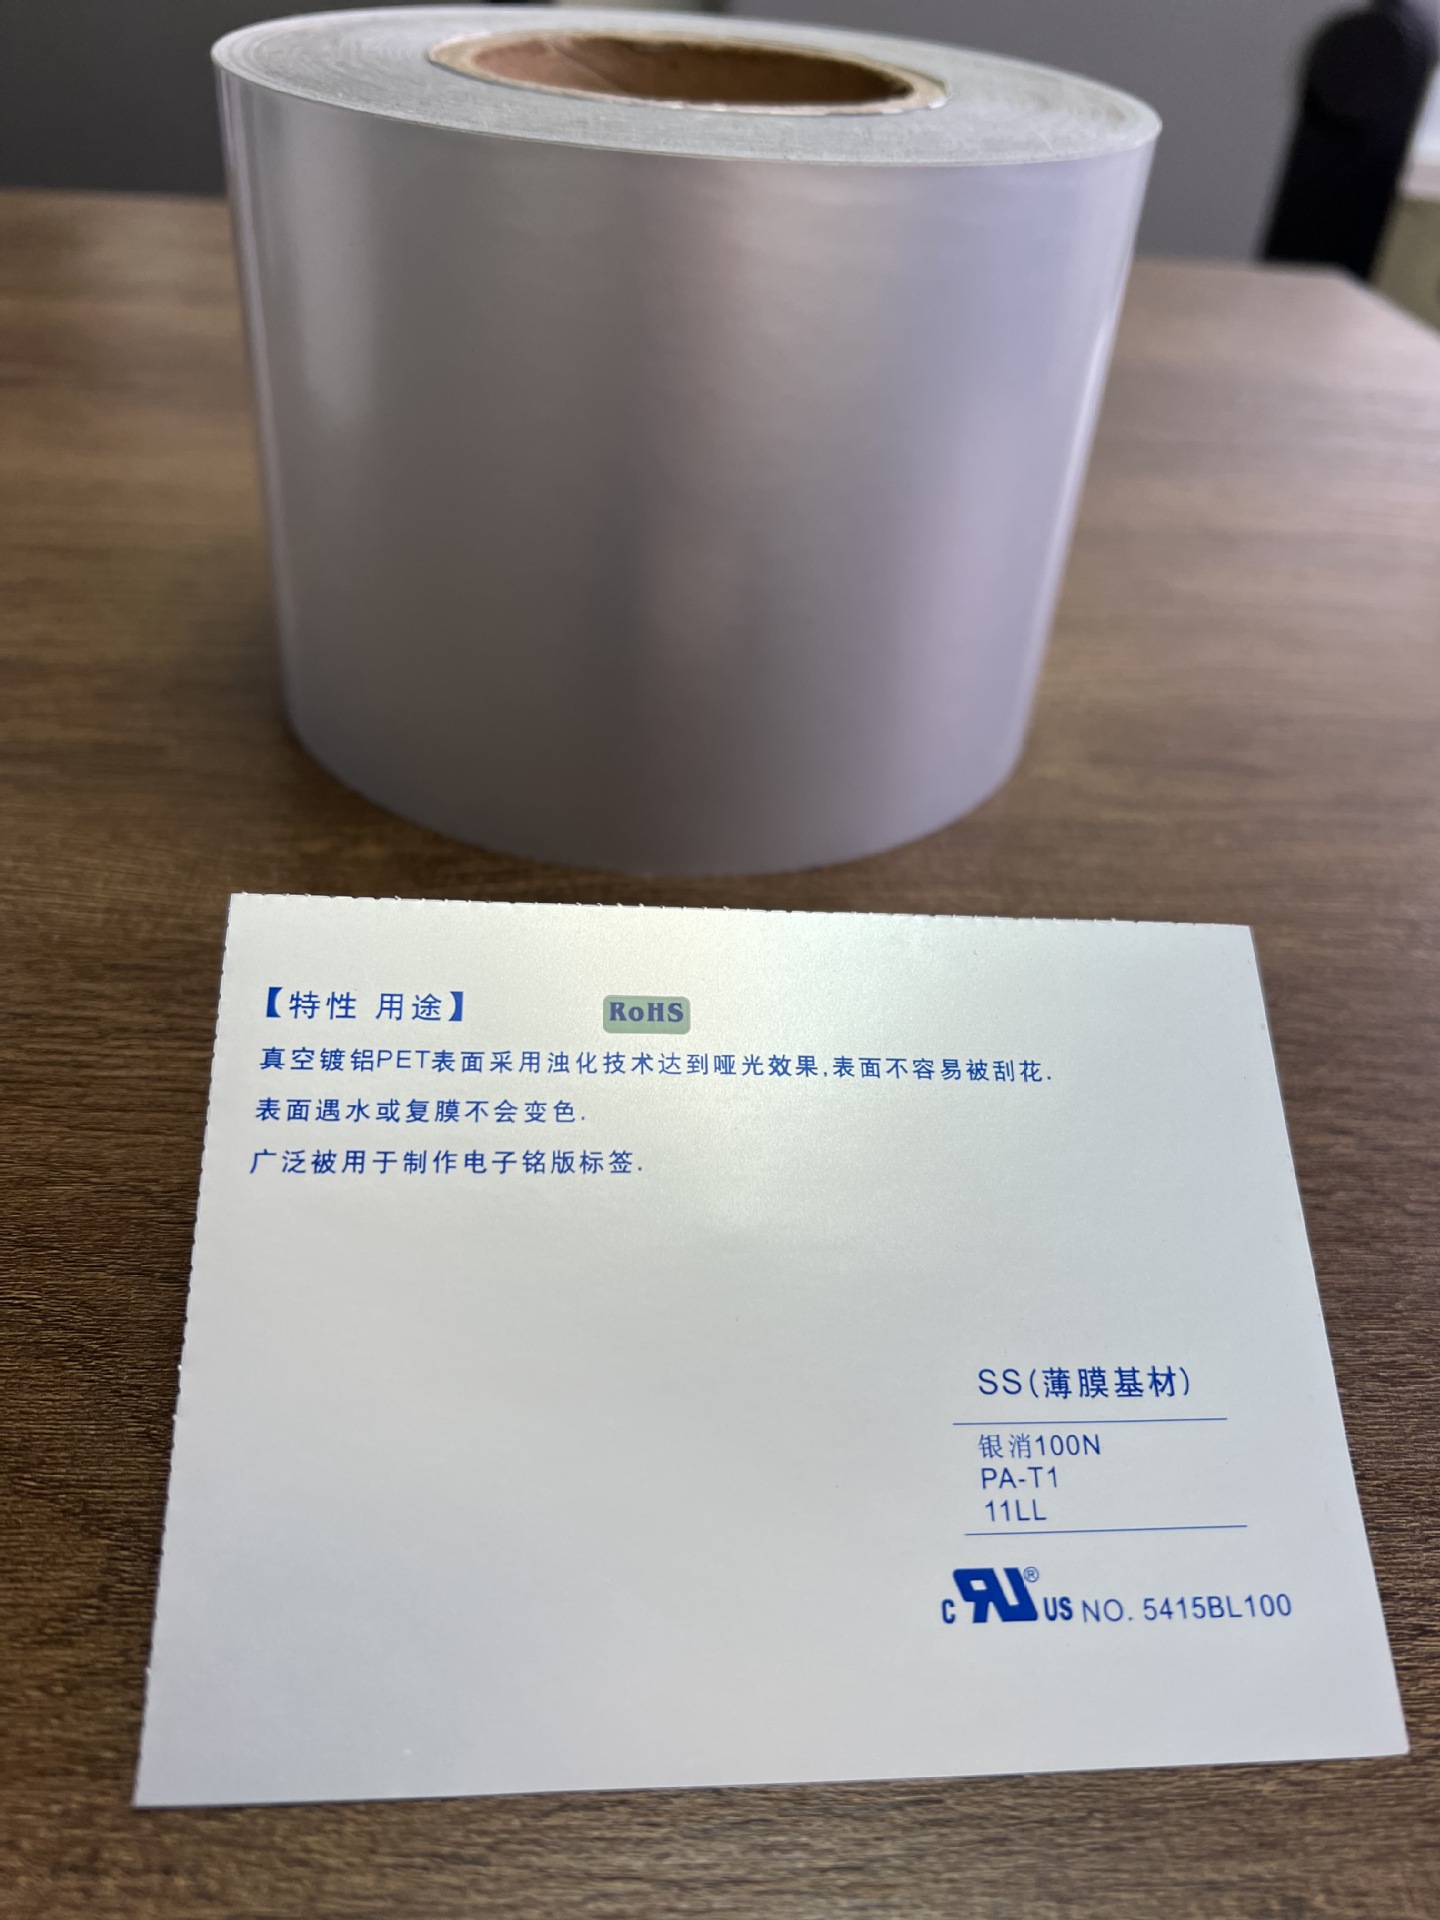 【特性 用途】
RoHS
真空镀铝PET表面采用浊化技术达到哑光效果,表面不容易被刮花.
表面遇水或复膜不会变色.
广泛被用于制作电子铭版标签.
SS(薄膜基材)
银消100N
PA-T1
11LL
c RU® US NO. 5415BL100